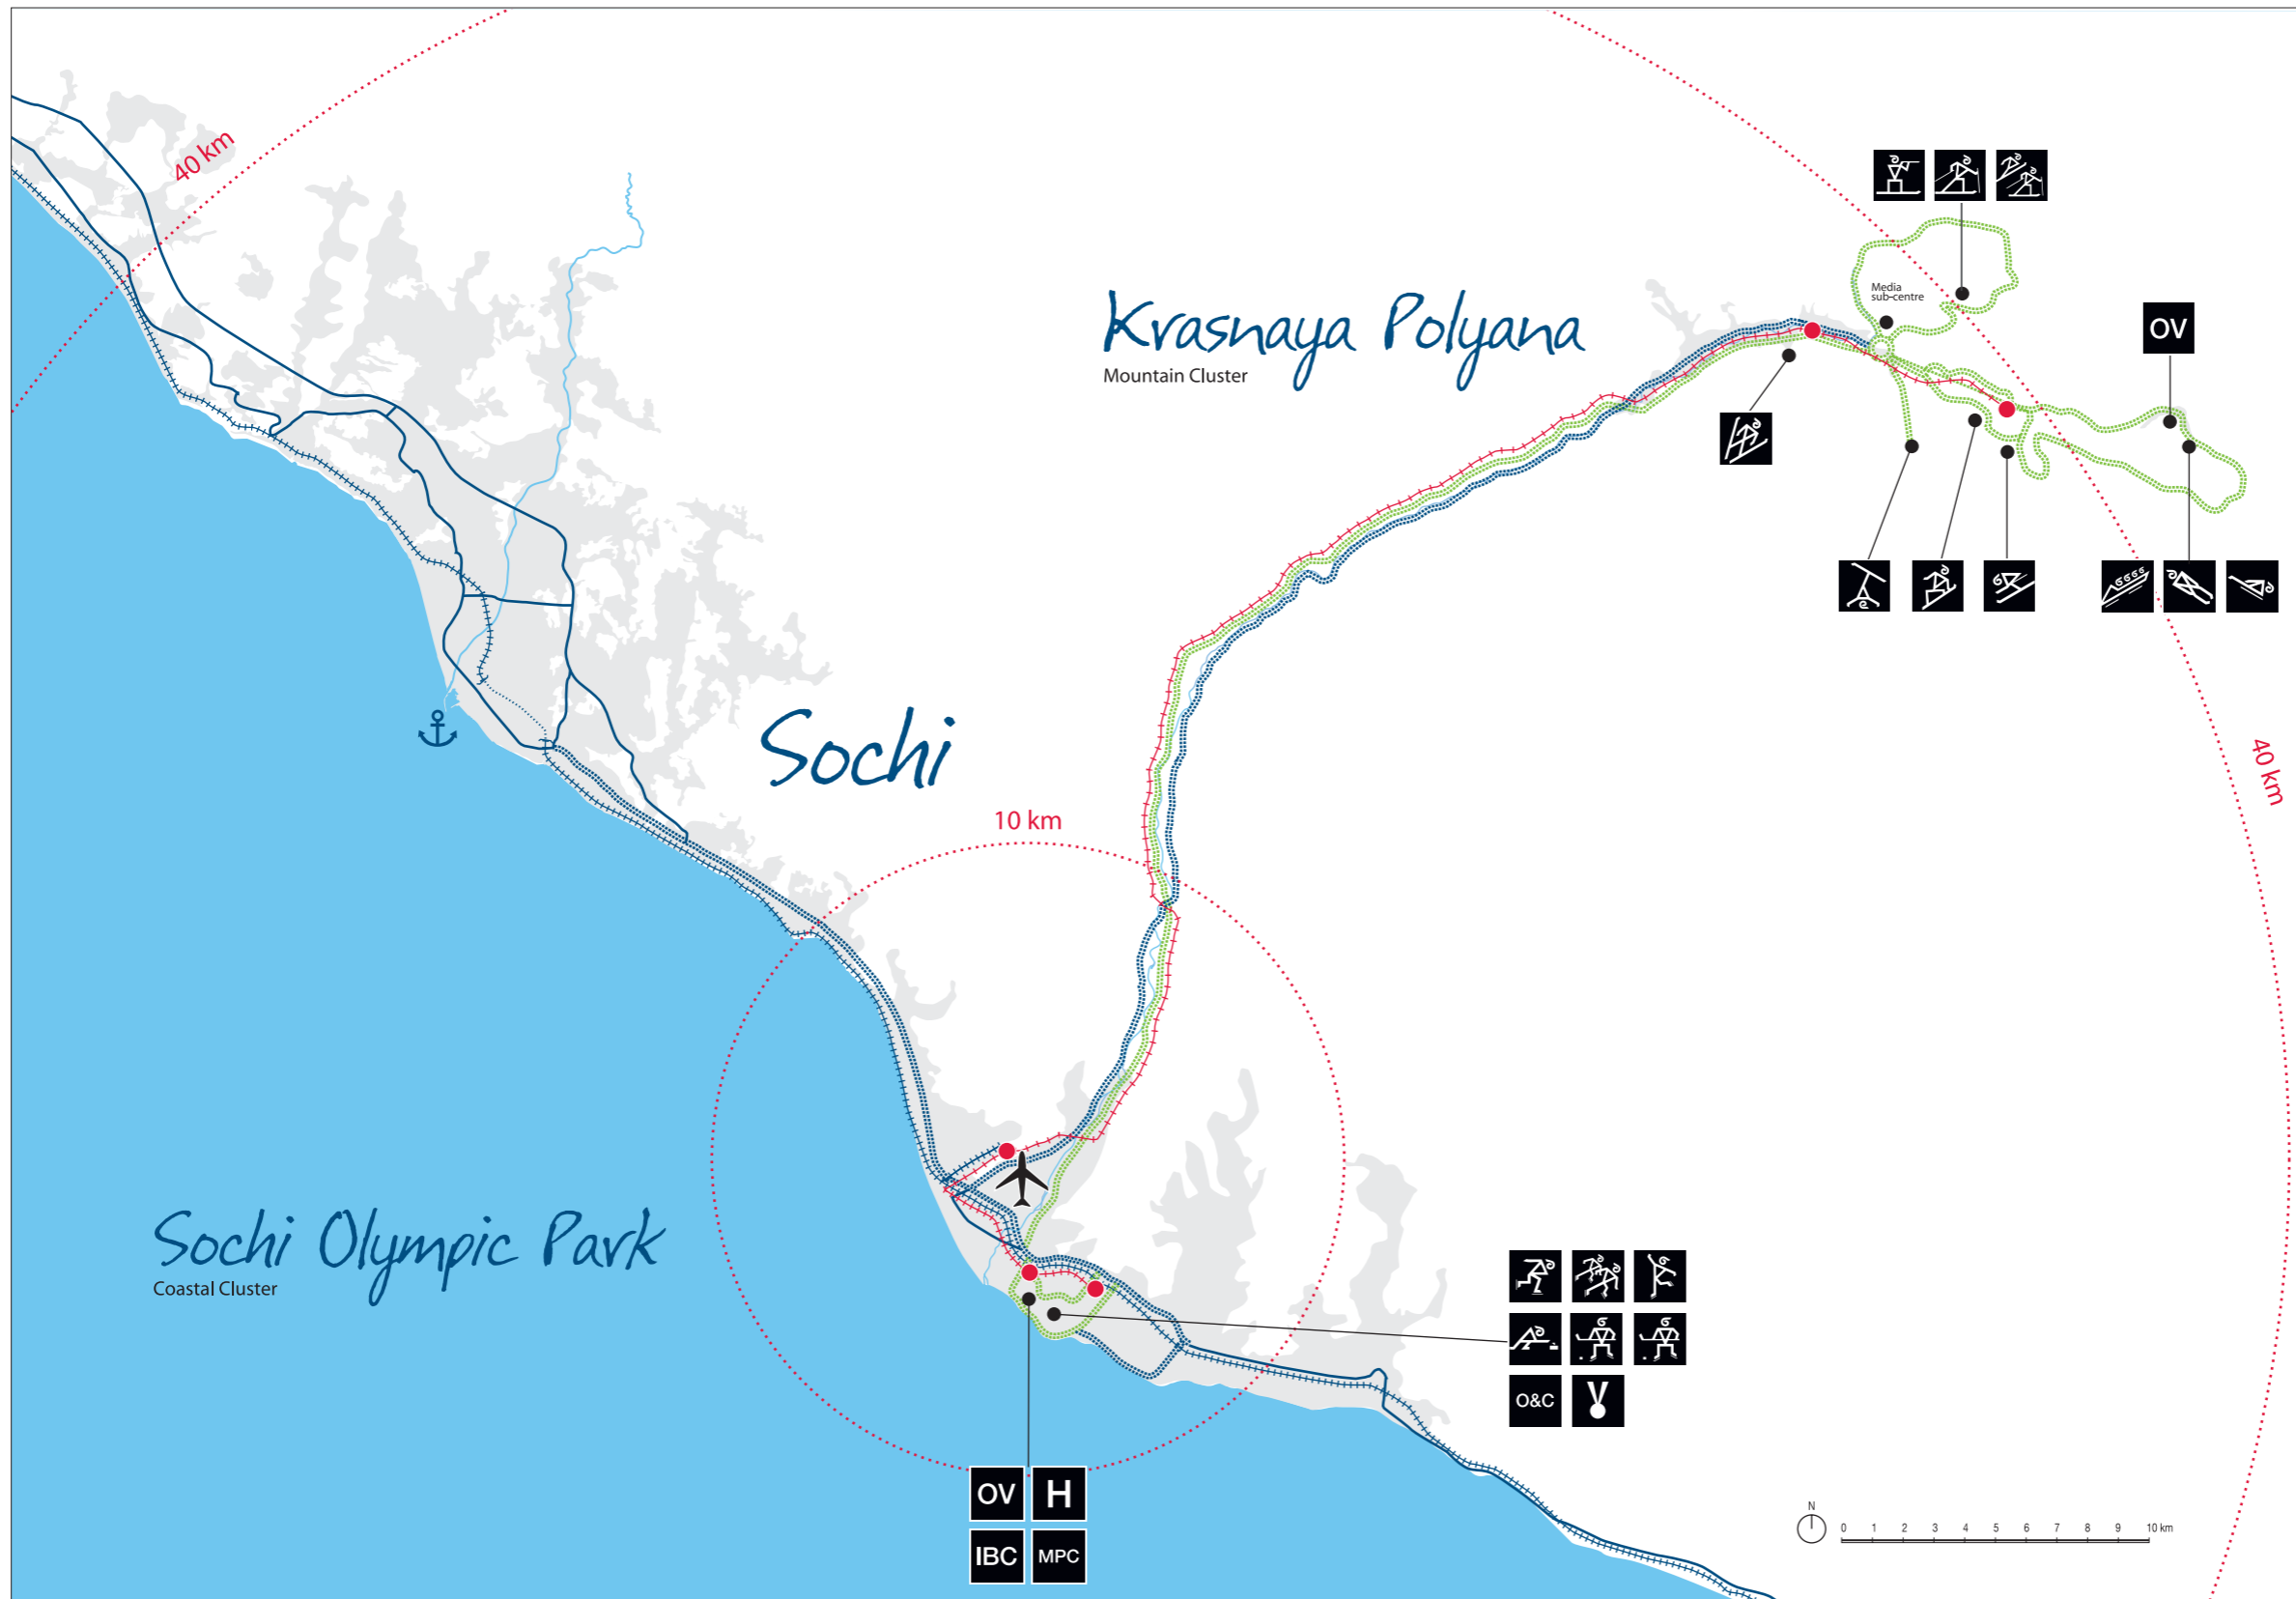 40 km
Krasnaya Polyana
Mountain Cluster
Media
sub-centre
OV
Sochi
40 km
10 km
Sochi Olympic Park
Coastal Cluster
O&C
OV H
IBC MPC
N
0 1 2 3 4 5 6 7 8 9 10 km